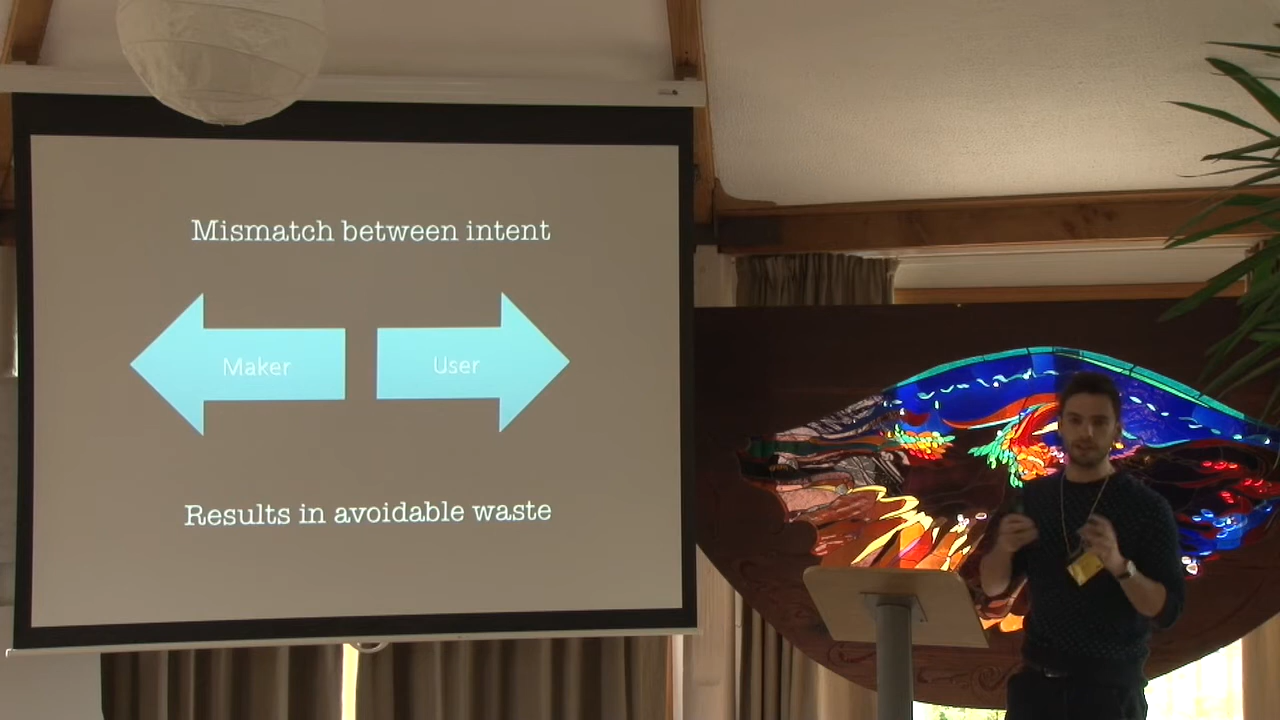 Mismatch between intent
Maker
User
Results in avoidable waste